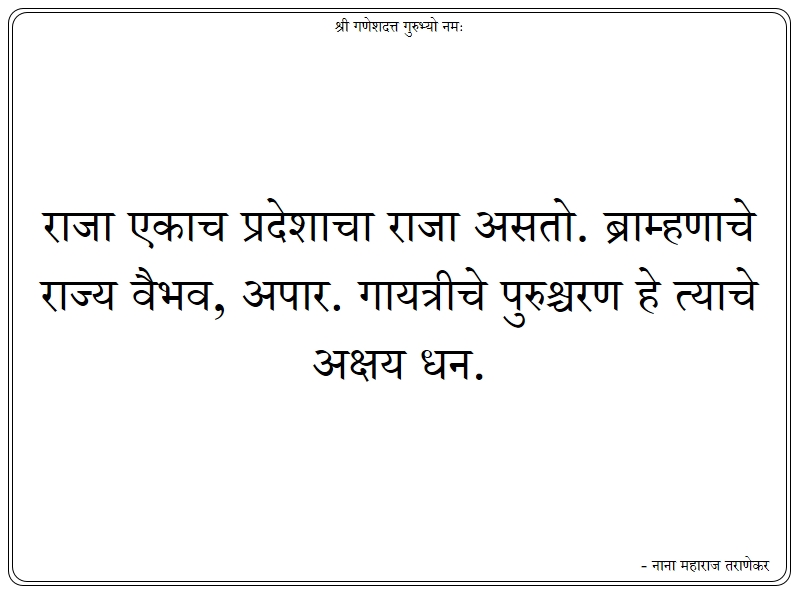 श्री गणेशदत्त गुरुभ्यो नमः
राजा एकाच प्रदेशाचा राजा असतो. ब्राम्हणाचे
राज्य वैभव, अपार. गायत्रीचे पुरुश्चरण हे त्याचे
अक्षय धन.
- नाना महाराज तराणेकर